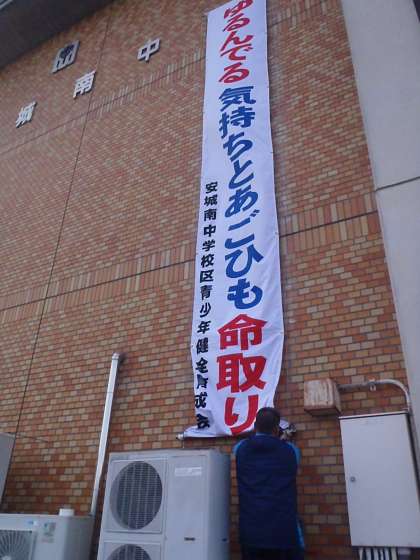 城南中
ゆるんでる 気持ちとあごひも 命取り
安城南中学校区青少年健全育成会